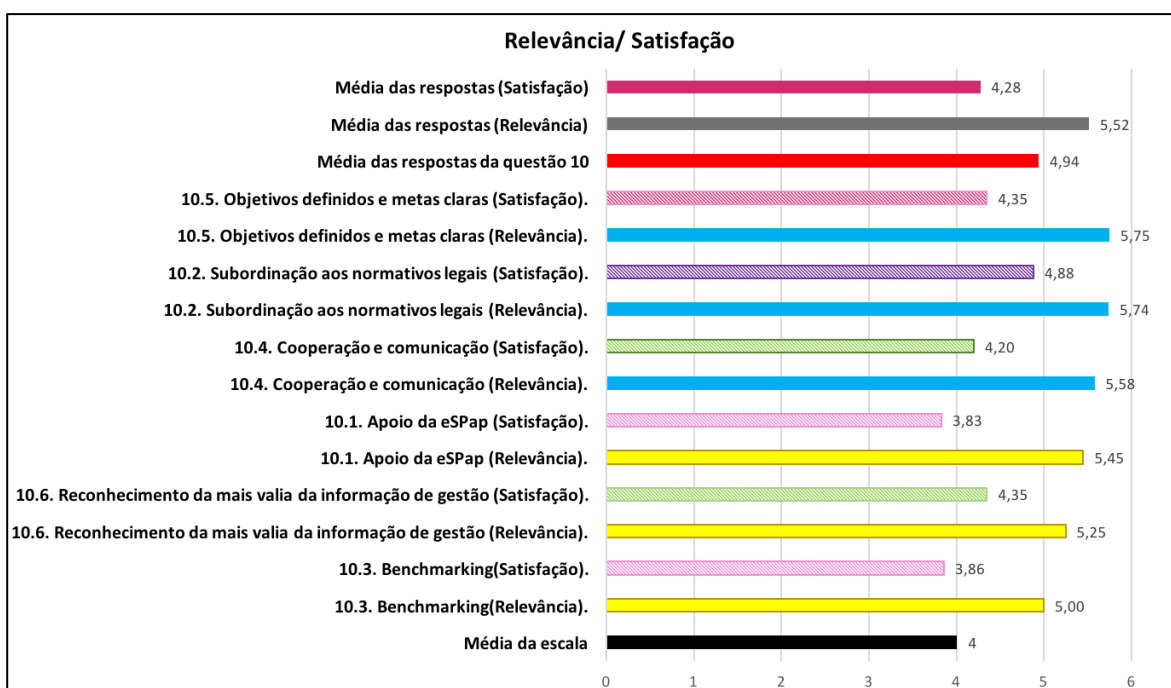 Relevância/ Satisfação
Média das respostas (Satisfação) 4,28
Média das respostas (Relevância) 5,52
Média das respostas da questão 10 4,94
10.5. Objetivos definidos e metas claras (Satisfação). 4,35
10.5. Objetivos definidos e metas claras (Relevância). 5,75
10.2. Subordinação aos normativos legais (Satisfação). 4,88
10.2. Subordinação aos normativos legais (Relevância). 5,74
10.4. Cooperação e comunicação (Satisfação). 4,20
10.4. Cooperação e comunicação (Relevância). 5,58
10.1. Apoio da eSPap (Satisfação). 3,83
10.1. Apoio da eSPap (Relevância). 5,45
10.6. Reconhecimento da mais valia da informação de gestão (Satisfação). 4,35
10.6. Reconhecimento da mais valia da informação de gestão (Relevância). 5,25
10.3. Benchmarking(Satisfação). 3,86
10.3. Benchmarking(Relevância). 5,00
Média da escala 4
0 1 2 3 4 5 6